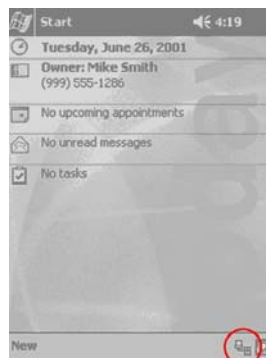 Start 4:19
Tuesday, June 26, 2001
Owner: Mike Smith
(999) 555-1286
No upcoming appointments
No unread messages
No tasks
New